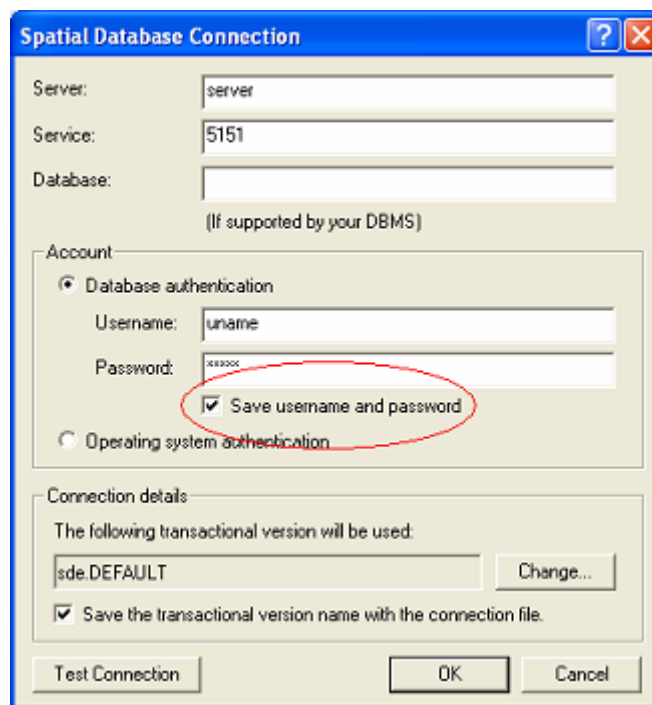 Spatial Database Connection
Server: server
Service: 5151
Database:
(If supported by your DBMS)
Account
Database authentication
Username: uname
Password: xxxxx
Save username and password
Operating system authentication
Connection details
The following transactional version will be used:
sde.DEFAULT Change...
Save the transactional version name with the connection file.
Test Connection OK Cancel